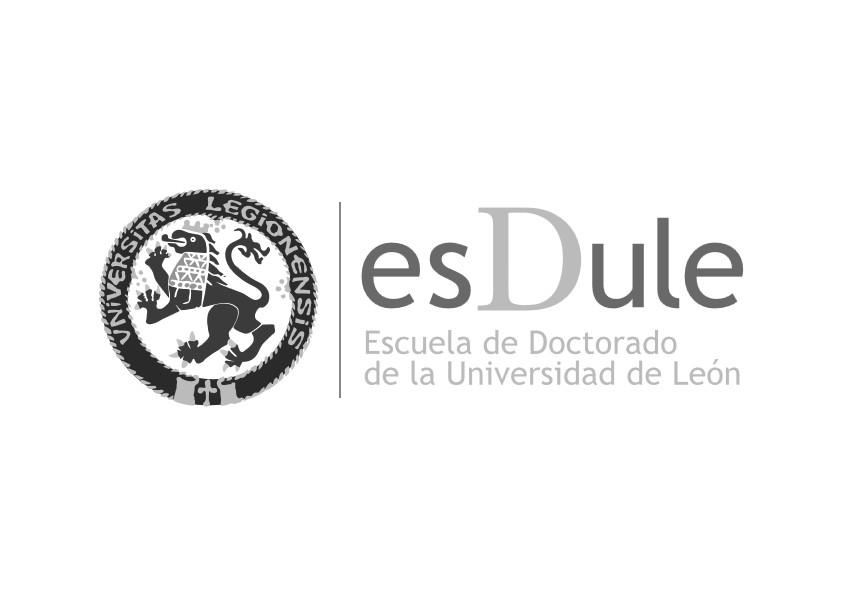 UNIVERSITAS LEGIONENSIS
esDule
Escuela de Doctorado
de la Universidad de León